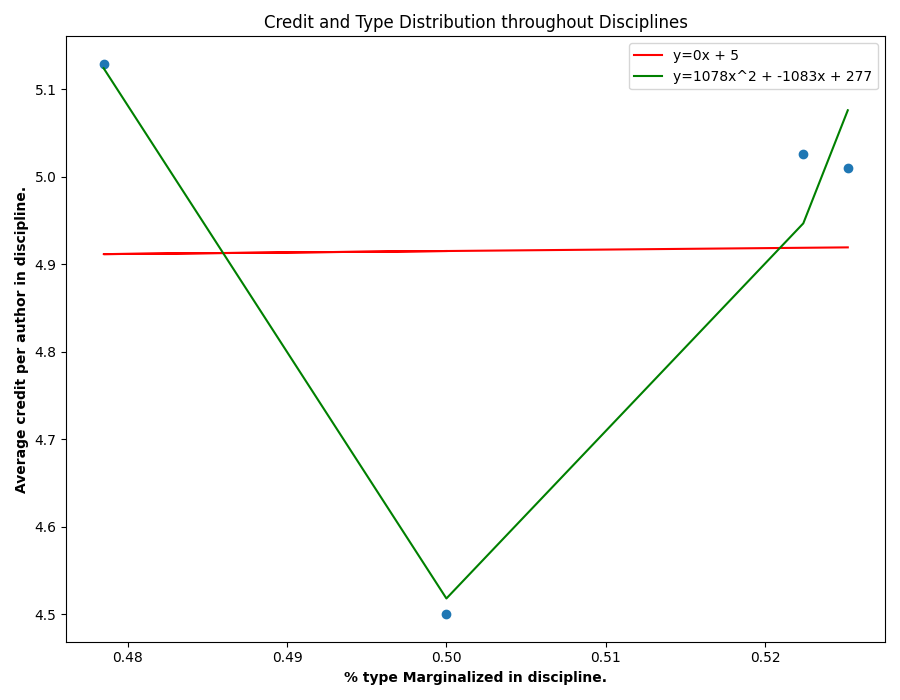 Credit and Type Distribution throughout Disciplines
y=0x + 5
y=1078x^2 + -1083x + 277
Average credit per author in discipline.
5.1
5.0
4.9
4.8
4.7
4.6
4.5
0.48 0.49 0.50 0.51 0.52
% type Marginalized in discipline.